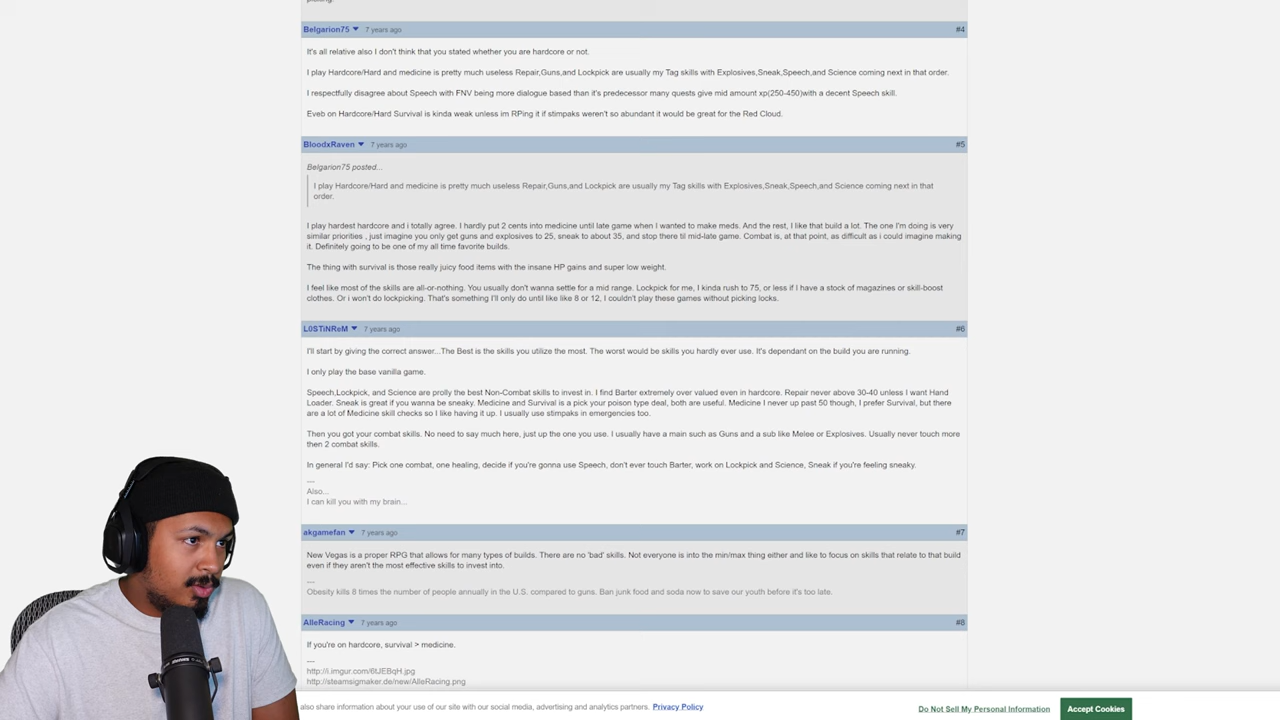 Belgarion75 7 years ago #4
It's all relative also I don't think that you stated whether you are hardcore or not.
I play Hardcore/Hard and medicine is pretty much useless Repair,Guns,and Lockpick are usually my Tag skills with Explosives,Sneak,Speech,and Science coming next in that order.
I respectfully disagree about Speech with FNV being more dialogue based than it's predecessor many quests give mid amount xp(250-450)with a decent Speech skill.
Eveb on Hardcore/Hard Survival is kinda weak unless im RPing it if stimpaks weren't so abundant it would be great for the Red Cloud.
BloodxRaven 7 years ago #5
Belgarion75 posted...
I play Hardcore/Hard and medicine is pretty much useless Repair,Guns,and Lockpick are usually my Tag skills with Explosives,Sneak,Speech,and Science coming next in that
order.
I play hardest hardcore and i totally agree. I hardly put 2 cents into medicine until late game when I wanted to make meds. And the rest, I like that build a lot. The one I'm doing is very
similar priorities , just imagine you only get guns and explosives to 25, sneak to about 35, and stop there til mid-late game. Combat is, at that point, as difficult as i could imagine making
it. Definitely going to be one of my all time favorite builds.
The thing with survival is those really juicy food items with the insane HP gains and super low weight.
I feel like most of the skills are all-or-nothing. You usually don't wanna settle for a mid range. Lockpick for me, I kinda rush to 75, or less if I have a stock of magazines or skill-boost
clothes. Or i won't do lockpicking. That's something I'll only do until like like 8 or 12, I couldn't play these games without picking locks.
L0STiNReM 7 years ago #6
I'll start by giving the correct answer...The Best is the skills you utilize the most. The worst would be skills you hardly ever use. It's dependant on the build you are running.
I only play the base vanilla game.
Speech,Lockpick, and Science are prolly the best Non-Combat skills to invest in. I find Barter extremely over valued even in hardcore. Repair never above 30-40 unless I want Hand
Loader. Sneak is great if you wanna be sneaky. Medicine and Survival is a pick your poison type deal, both are useful. Medicine I never up past 50 though, I prefer Survival, but there
are a lot of Medicine skill checks so I like having it up. I usually use stimpaks in emergencies too.
Then you got your combat skills. No need to say much here, just up the one you use. I usually have a main such as Guns and a sub like Melee or Explosives. Usually never touch more
then 2 combat skills.
In general I'd say: Pick one combat, one healing, decide if you're gonna use Speech, don't ever touch Barter, work on Lockpick and Science, Sneak if you're feeling sneaky.
---
Also...
I can kill you with my brain...
akgamefan 7 years ago #7
New Vegas is a proper RPG that allows for many types of builds. There are no 'bad' skills. Not everyone is into the min/max thing either and like to focus on skills that relate to that build
even if they aren't the most effective skills to invest into.
---
Obesity kills 8 times the number of people annually in the U.S. compared to guns. Ban junk food and soda now to save our youth before it's too late.
AlleRacing 7 years ago #8
If you're on hardcore, survival > medicine.
---
http://i.imgur.com/6tJEBqH.jpg
http://steamsigmaker.de/new/AlleRacing.png
also share information about your use of our site with our social media, advertising and analytics partners. Privacy Policy
Do Not Sell My Personal Information
Accept Cookies